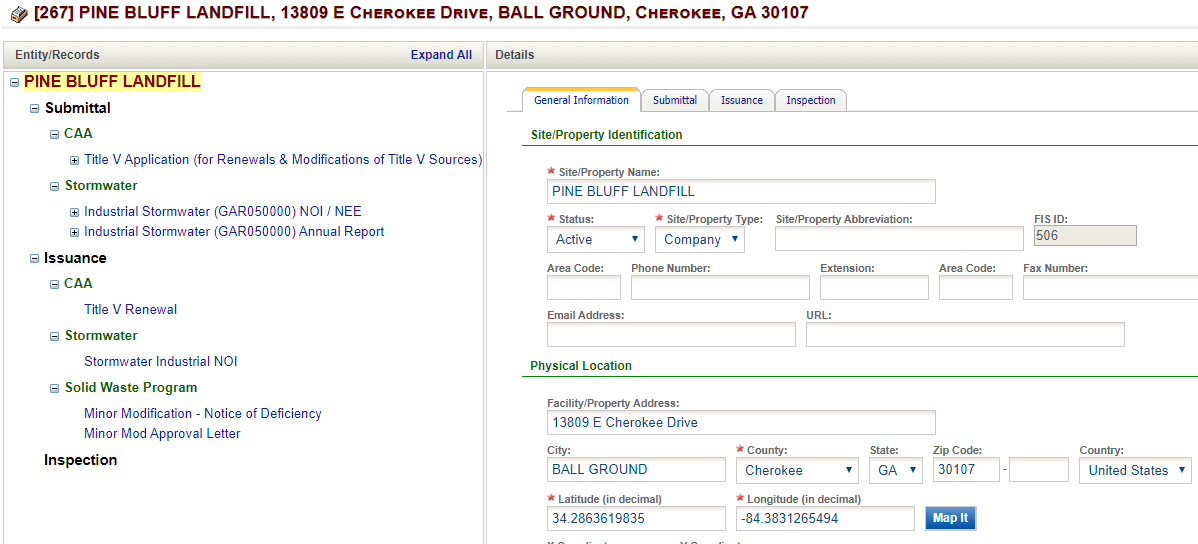 [267] PINE BLUFF LANDFILL, 13809 E Cherokee Drive, BALL GROUND, Cherokee, GA 30107
Entity/Records Expand All
PINE BLUFF LANDFILL
Submittal
CAA
Title V Application (for Renewals & Modifications of Title V Sources)
Stormwater
Industrial Stormwater (GAR050000) NOI / NEE
Industrial Stormwater (GAR050000) Annual Report
Issuance
CAA
Title V Renewal
Stormwater
Stormwater Industrial NOI
Solid Waste Program
Minor Modification - Notice of Deficiency
Minor Mod Approval Letter
Inspection
Details
General Information Submittal Issuance Inspection
Site/Property Identification
* Site/Property Name:
PINE BLUFF LANDFILL
* Status: * Site/Property Type: Site/Property Abbreviation: FIS ID:
Active Company 506
Area Code: Phone Number: Extension: Area Code: Fax Number:
Email Address: URL:
Physical Location
Facility/Property Address:
13809 E Cherokee Drive
City: * County: State: Zip Code: Country:
BALL GROUND Cherokee GA 30107 - United States
* Latitude (in decimal) * Longitude (in decimal)
34.2863619835 -84.3831265494 Map It